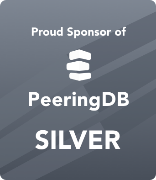 Proud Sponsor of
PeeringDB
SILVER